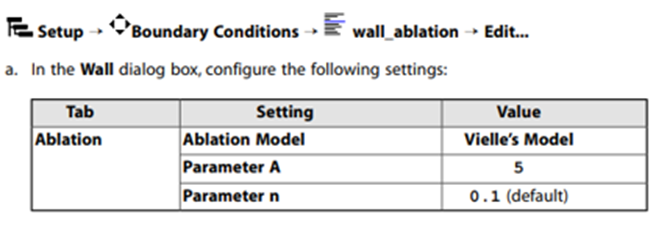 Setup → Boundary Conditions → wall_ablation → Edit...
a. In the Wall dialog box, configure the following settings:
Tab Setting Value
Ablation Ablation Model Vielle's Model
Parameter A 5
Parameter n 0.1 (default)